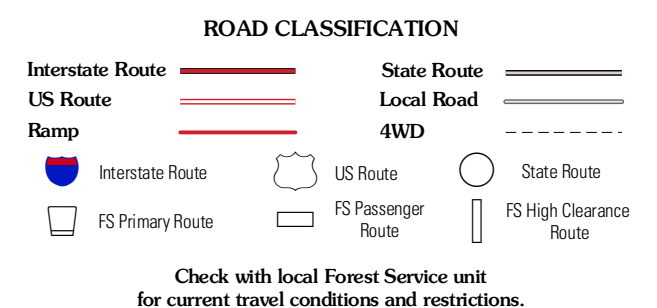 ROAD CLASSIFICATION
Interstate Route
State Route
US Route
Local Road
Ramp
4WD
Interstate Route
US Route
State Route
FS Primary Route
FS Passenger
Route
FS High Clearance
Route
Check with local Forest Service unit
for current travel conditions and restrictions.